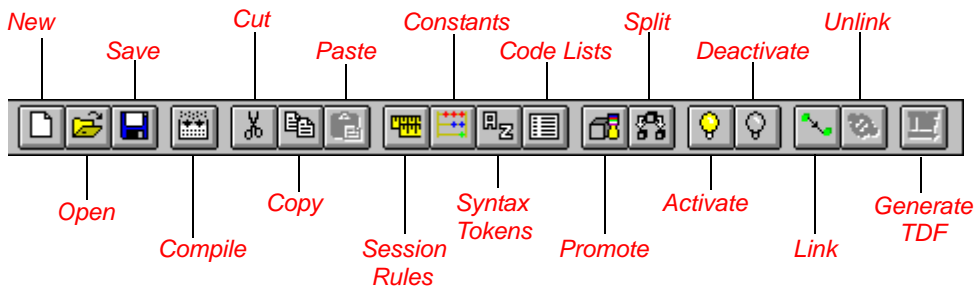 New
Cut
Constants
Split
Unlink
Save
Paste
Code Lists
Deactivate
Open
Copy
Syntax
Tokens
Activate
Generate
TDF
Compile
Session
Rules
Promote
Link